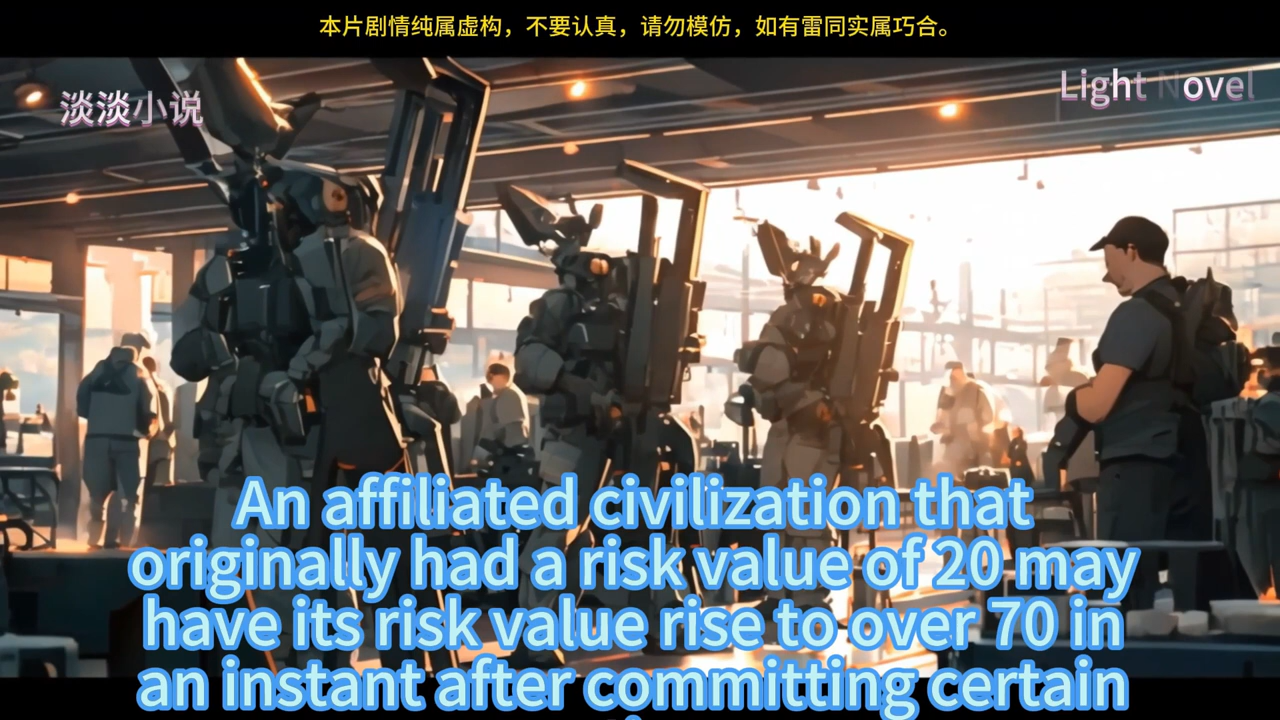 本片剧情纯属虚构，不要认真，请勿模仿，如有雷同实属巧合。
淡淡小说
Light Novel
An affiliated civilization that
originally had a risk value of 20 may
have its risk value rise to over 70 in
an instant after committing certain